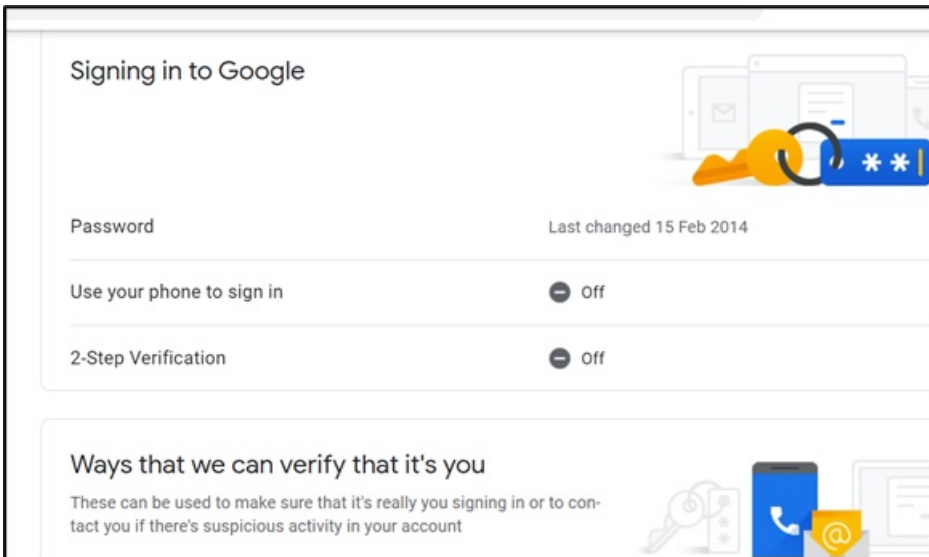 Signing in to Google
**
Password
Last changed 15 Feb 2014
Use your phone to sign in
Off
2-Step Verification
Off
Ways that we can verify that it's you
These can be used to make sure that it's really you signing in or to con-
tact you if there's suspicious activity in your account
@